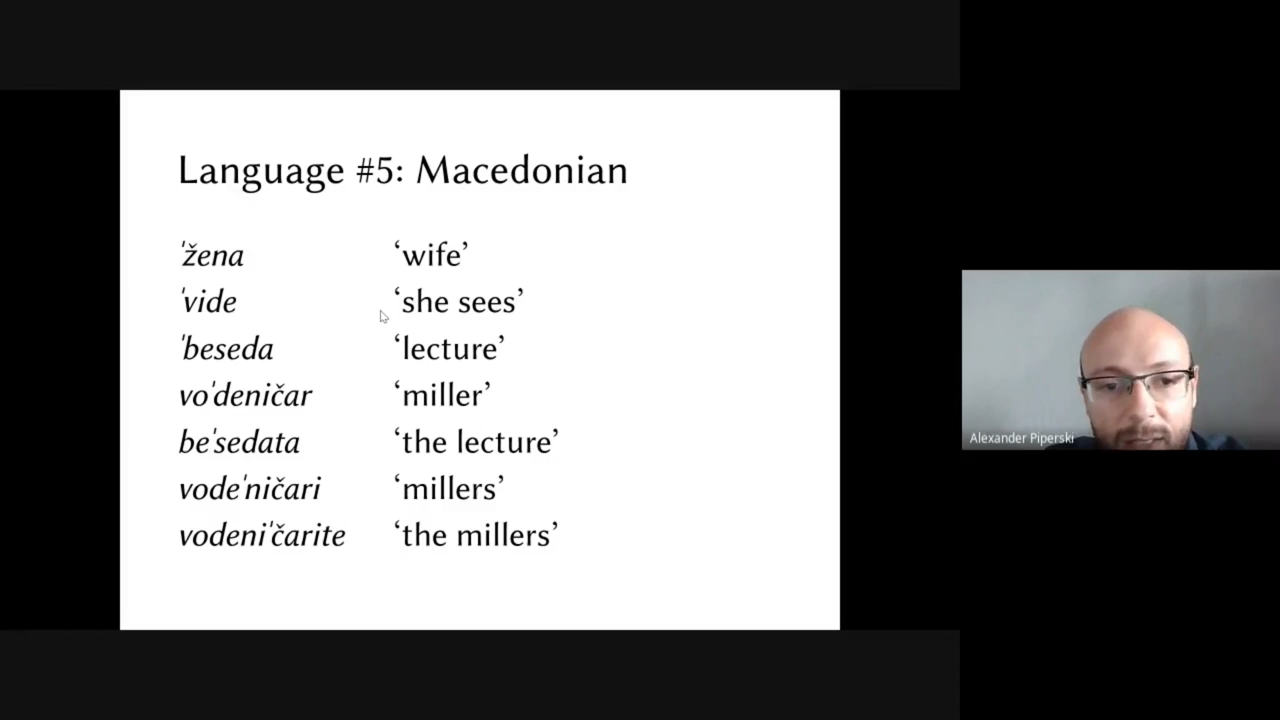 Language #5: Macedonian
ˈžena ‘wife’
ˈvide ‘she sees’
ˈbeseda ‘lecture’
voˈdeničar ‘miller’
beˈsedata ‘the lecture’
vodeˈničari ‘millers’
vodeniˈčarite ‘the millers’
Alexander Piperski